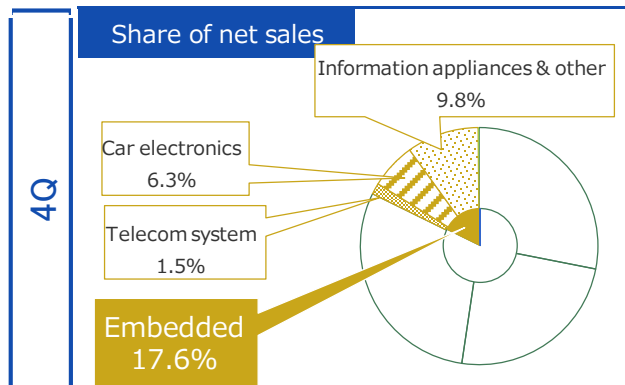 Share of net sales
4Q
Information appliances & other
9.8%
Car electronics
6.3%
Telecom system
1.5%
Embedded
17.6%